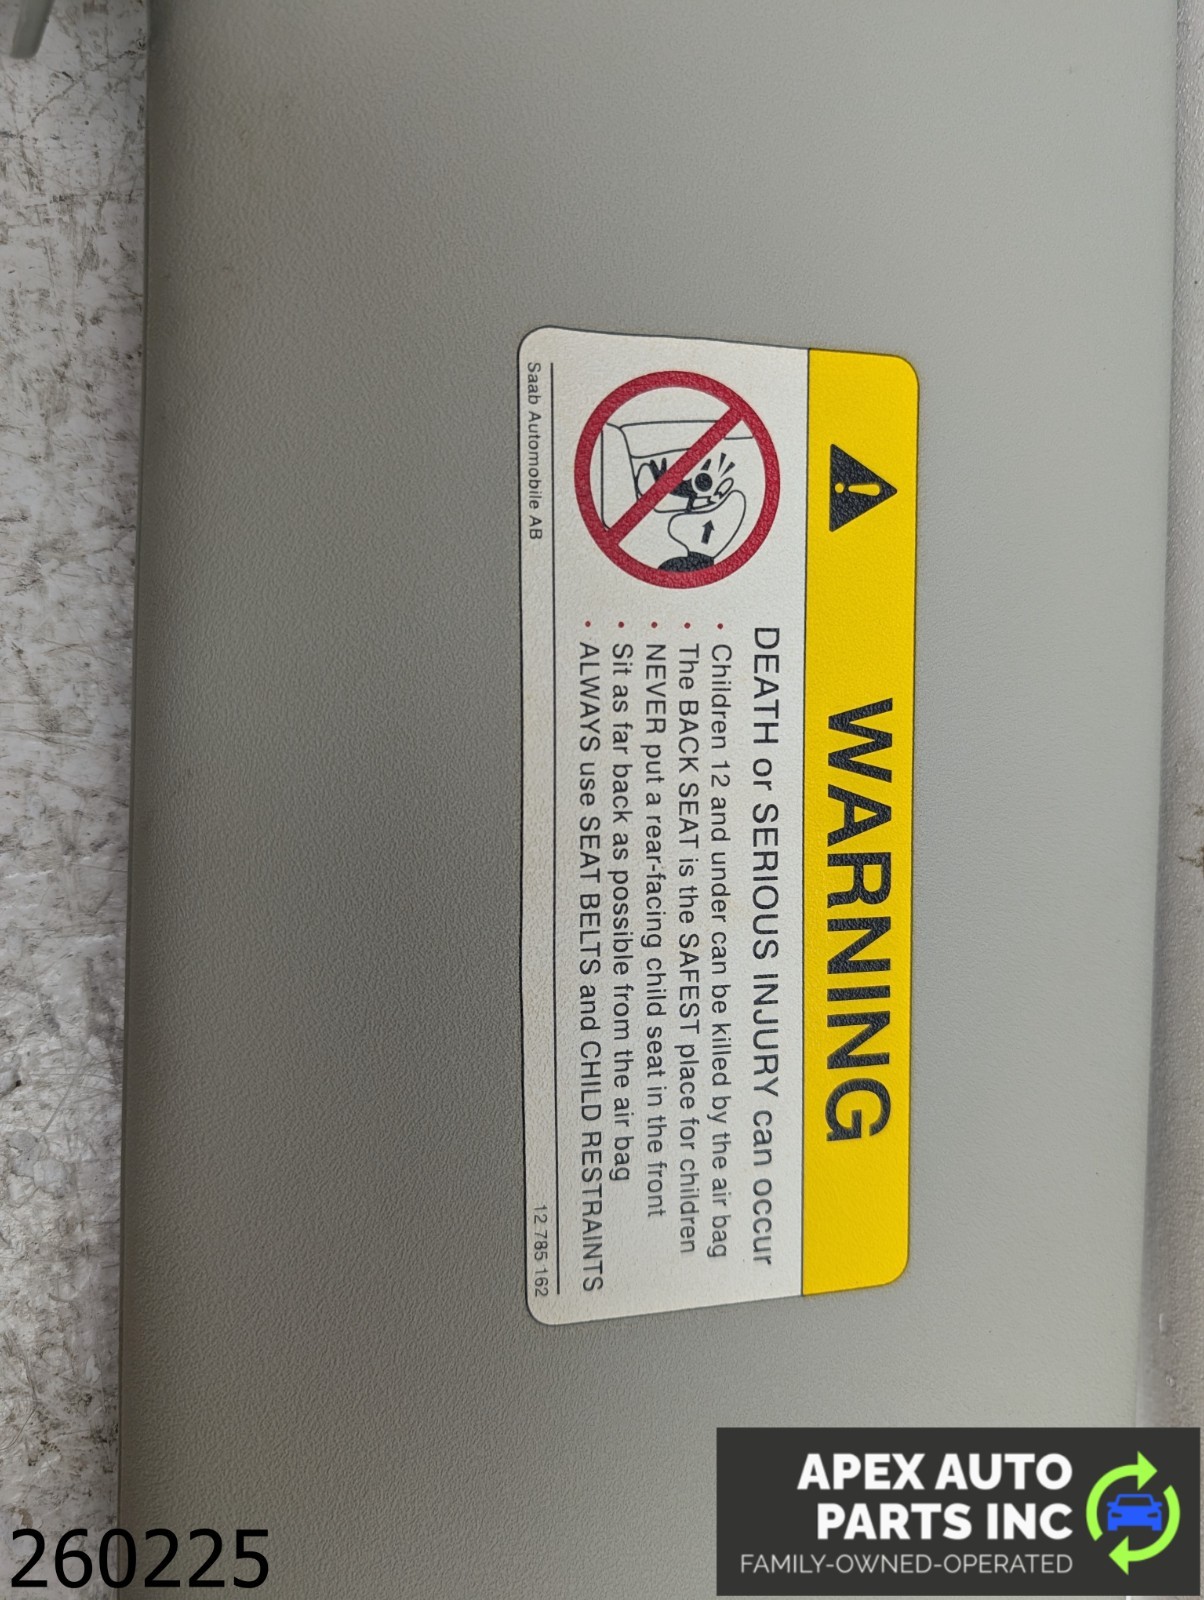 WARNING
DEATH or SERIOUS INJURY can occur
• Children 12 and under can be killed by the air bag
• The BACK SEAT is the SAFEST place for children
• NEVER put a rear-facing child seat in the front
• Sit as far back as possible from the air bag
• ALWAYS use SEAT BELTS and CHILD RESTRAINTS
Saab Automobile AB 12 785 162
260225
APEX AUTO
PARTS INC
FAMILY-OWNED-OPERATED